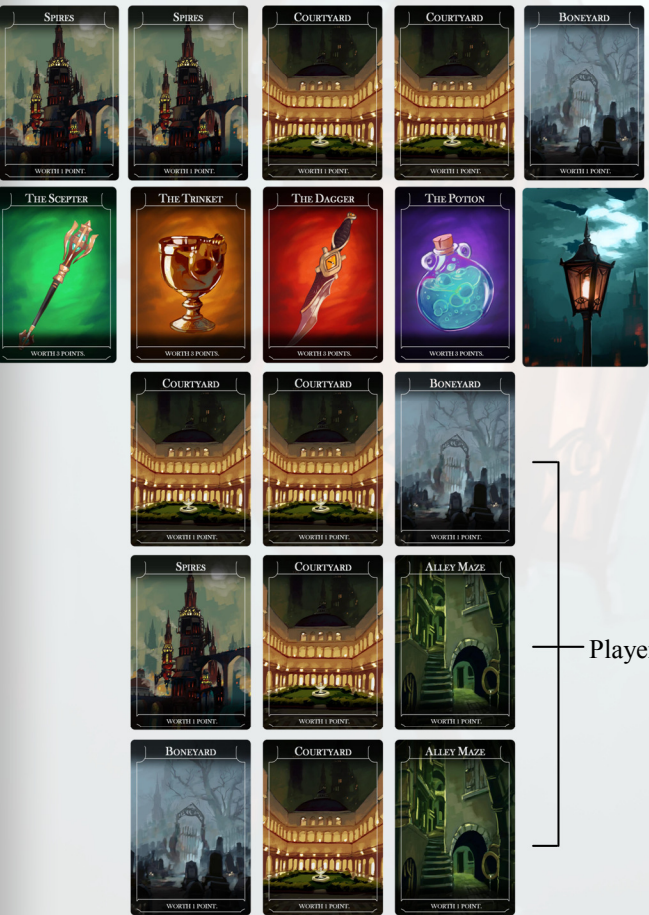 SPIRES
SPIRES
COURTYARD
COURTYARD
BONEYARD
WORTH 1 POINT.
WORTH 1 POINT.
WORTH 1 POINT.
WORTH 1 POINT.
WORTH 1 POINT.
THE SCEPTER
THE TRINKET
THE DAGGER
THE POTION
WORTH 3 POINTS.
WORTH 3 POINTS.
WORTH 3 POINTS.
WORTH 3 POINTS.
COURTYARD
COURTYARD
BONEYARD
WORTH 1 POINT.
WORTH 1 POINT.
WORTH 1 POINT.
SPIRES
COURTYARD
ALLEY MAZE
Player
WORTH 1 POINT.
WORTH 1 POINT.
WORTH 1 POINT.
BONEYARD
COURTYARD
ALLEY MAZE
WORTH 1 POINT.
WORTH 1 POINT.
WORTH 1 POINT.